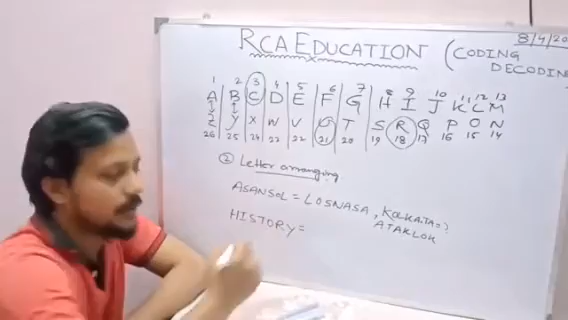 8/4/20
RCA EDUCATION (CODING DECODING
1 2 3 4 5 6 7 8 9 10 11 12 13
A B C D E F G H I J K L M
Z Y X W V U T S R Q P O N
26 25 24 23 22 21 20 19 18 17 16 15 14
② Letter arranging
ASANSOL = LOSNASA, KOLKATA=?
HISTORY= ATAKLOK